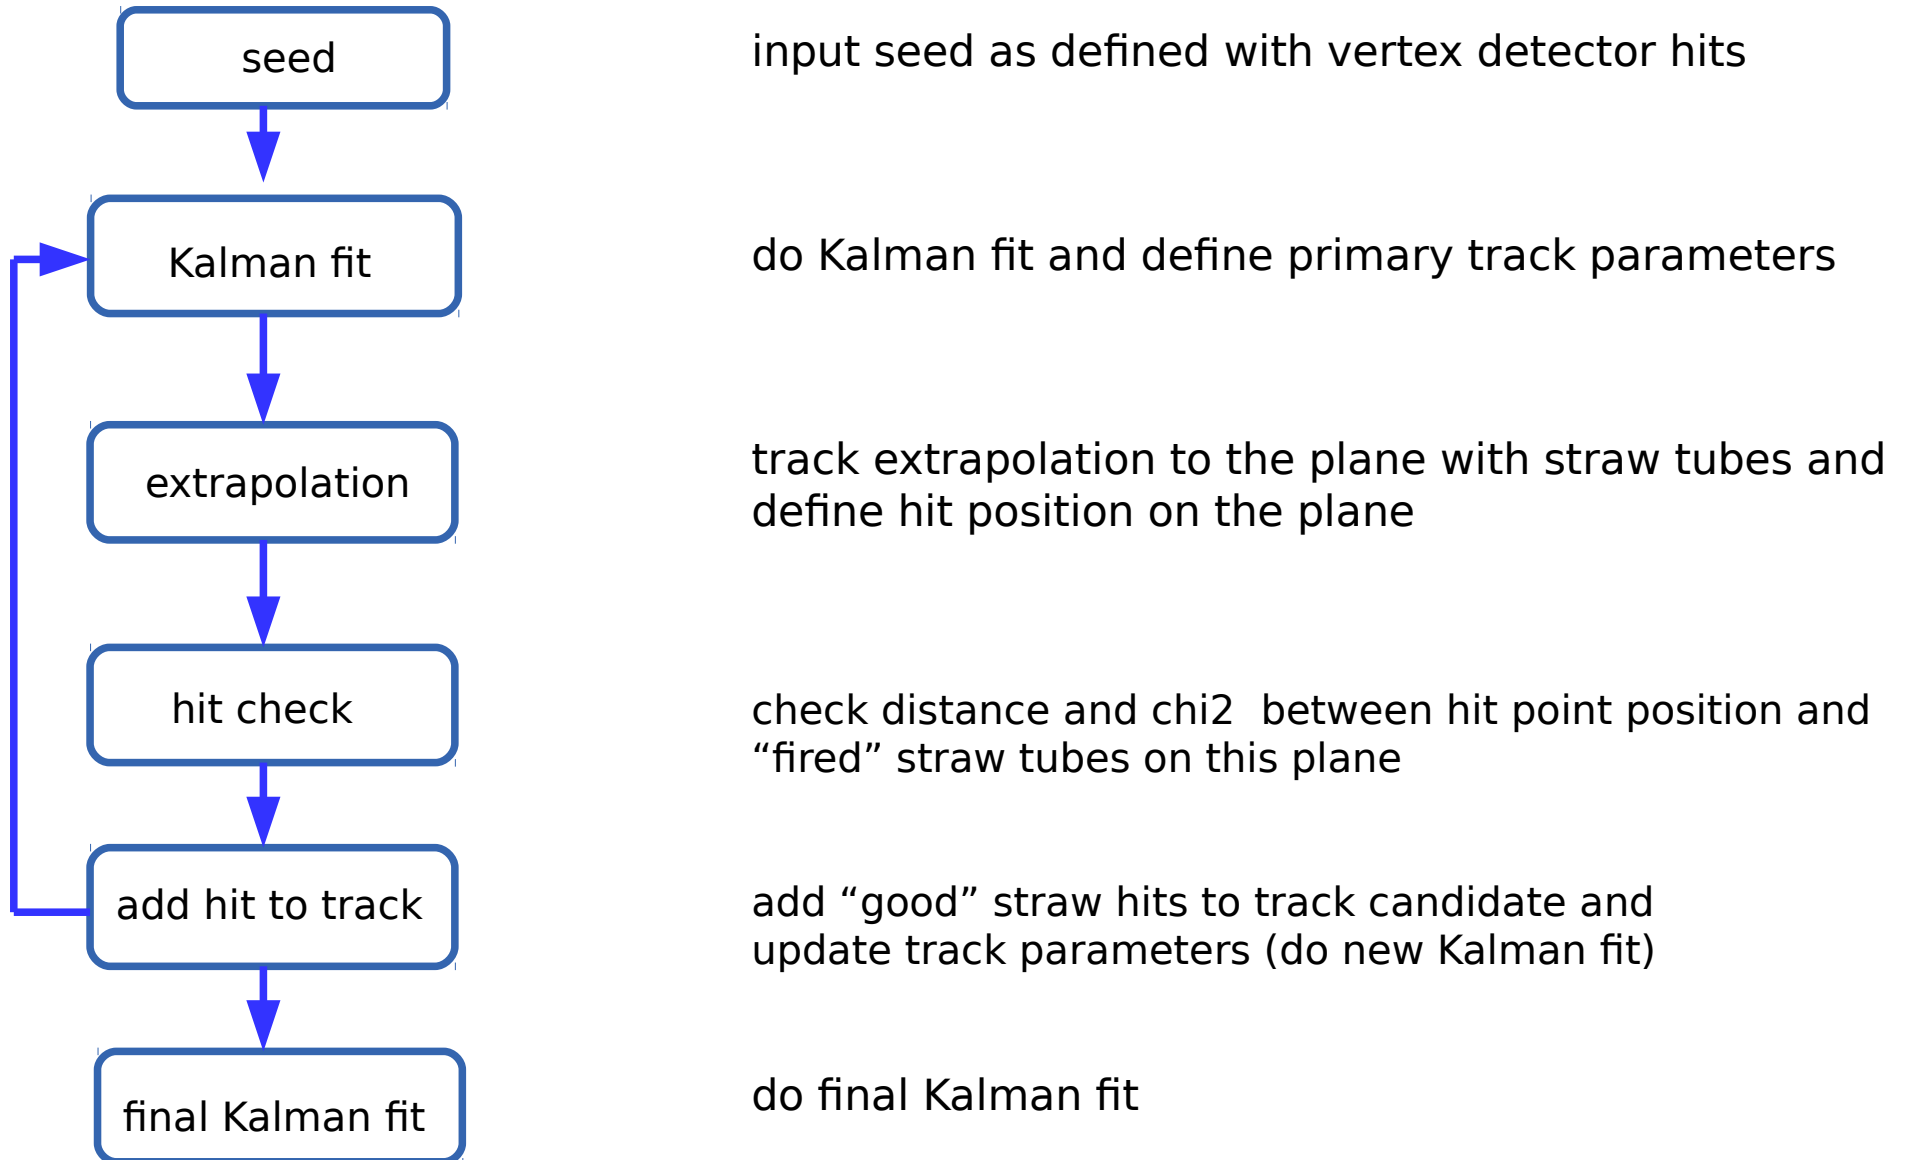 seed
input seed as defined with vertex detector hits
Kalman fit
do Kalman fit and define primary track parameters
extrapolation
track extrapolation to the plane with straw tubes and
define hit position on the plane
hit check
check distance and chi2  between hit point position and
“fired” straw tubes on this plane
add hit to track
add “good” straw hits to track candidate and
update track parameters (do new Kalman fit)
final Kalman fit
do final Kalman fit